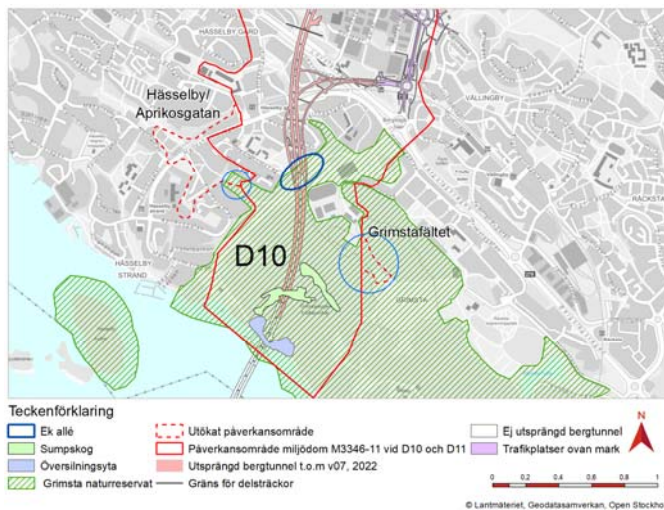 HÄSSELBY GÅRD
Hässelby/
Aprikosgatan
VÄLLINGBY
RÅCKSTA
Grimstafältet
D10
HÄSSELBY
STRAND
GRIMSTA
Teckenförklaring
Ek allé
Sumpskog
Översilningsyta
Grimsta naturreservat
Utökat påverkansområde
Påverkansområde miljödom M3346-11 vid D10 och D11
Utsprängd bergtunnel t.o.m v07, 2022
Gräns för delsträckor
Ej utsprängd bergtunnel
Trafikplatser ovan mark
N
0 0.2 0.4 0.6 0.8 1
© Lantmäteriet, Geodatasamverkan, Open Stockho